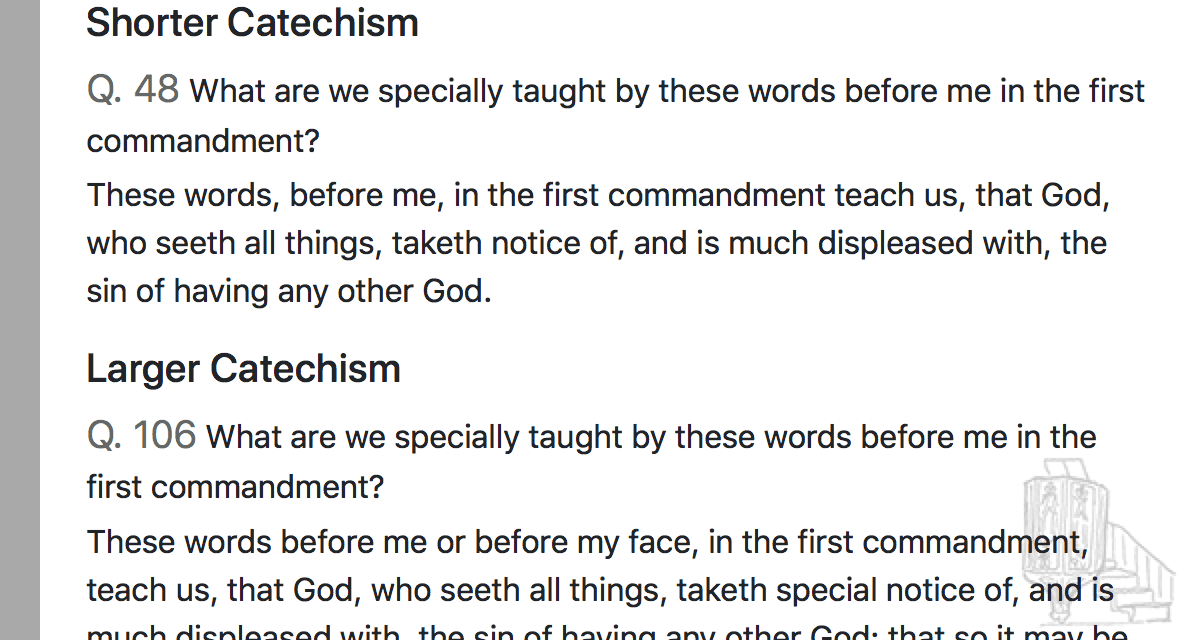 Shorter Catechism
Q. 48 What are we specially taught by these words before me in the first
commandment?
These words, before me, in the first commandment teach us, that God,
who seeth all things, taketh notice of, and is much displeased with, the
sin of having any other God.
Larger Catechism
Q. 106 What are we specially taught by these words before me in the
first commandment?
These words before me or before my face, in the first commandment,
teach us, that God, who seeth all things, taketh special notice of, and is
much displeased with, the sin of having any other God: that so it may be